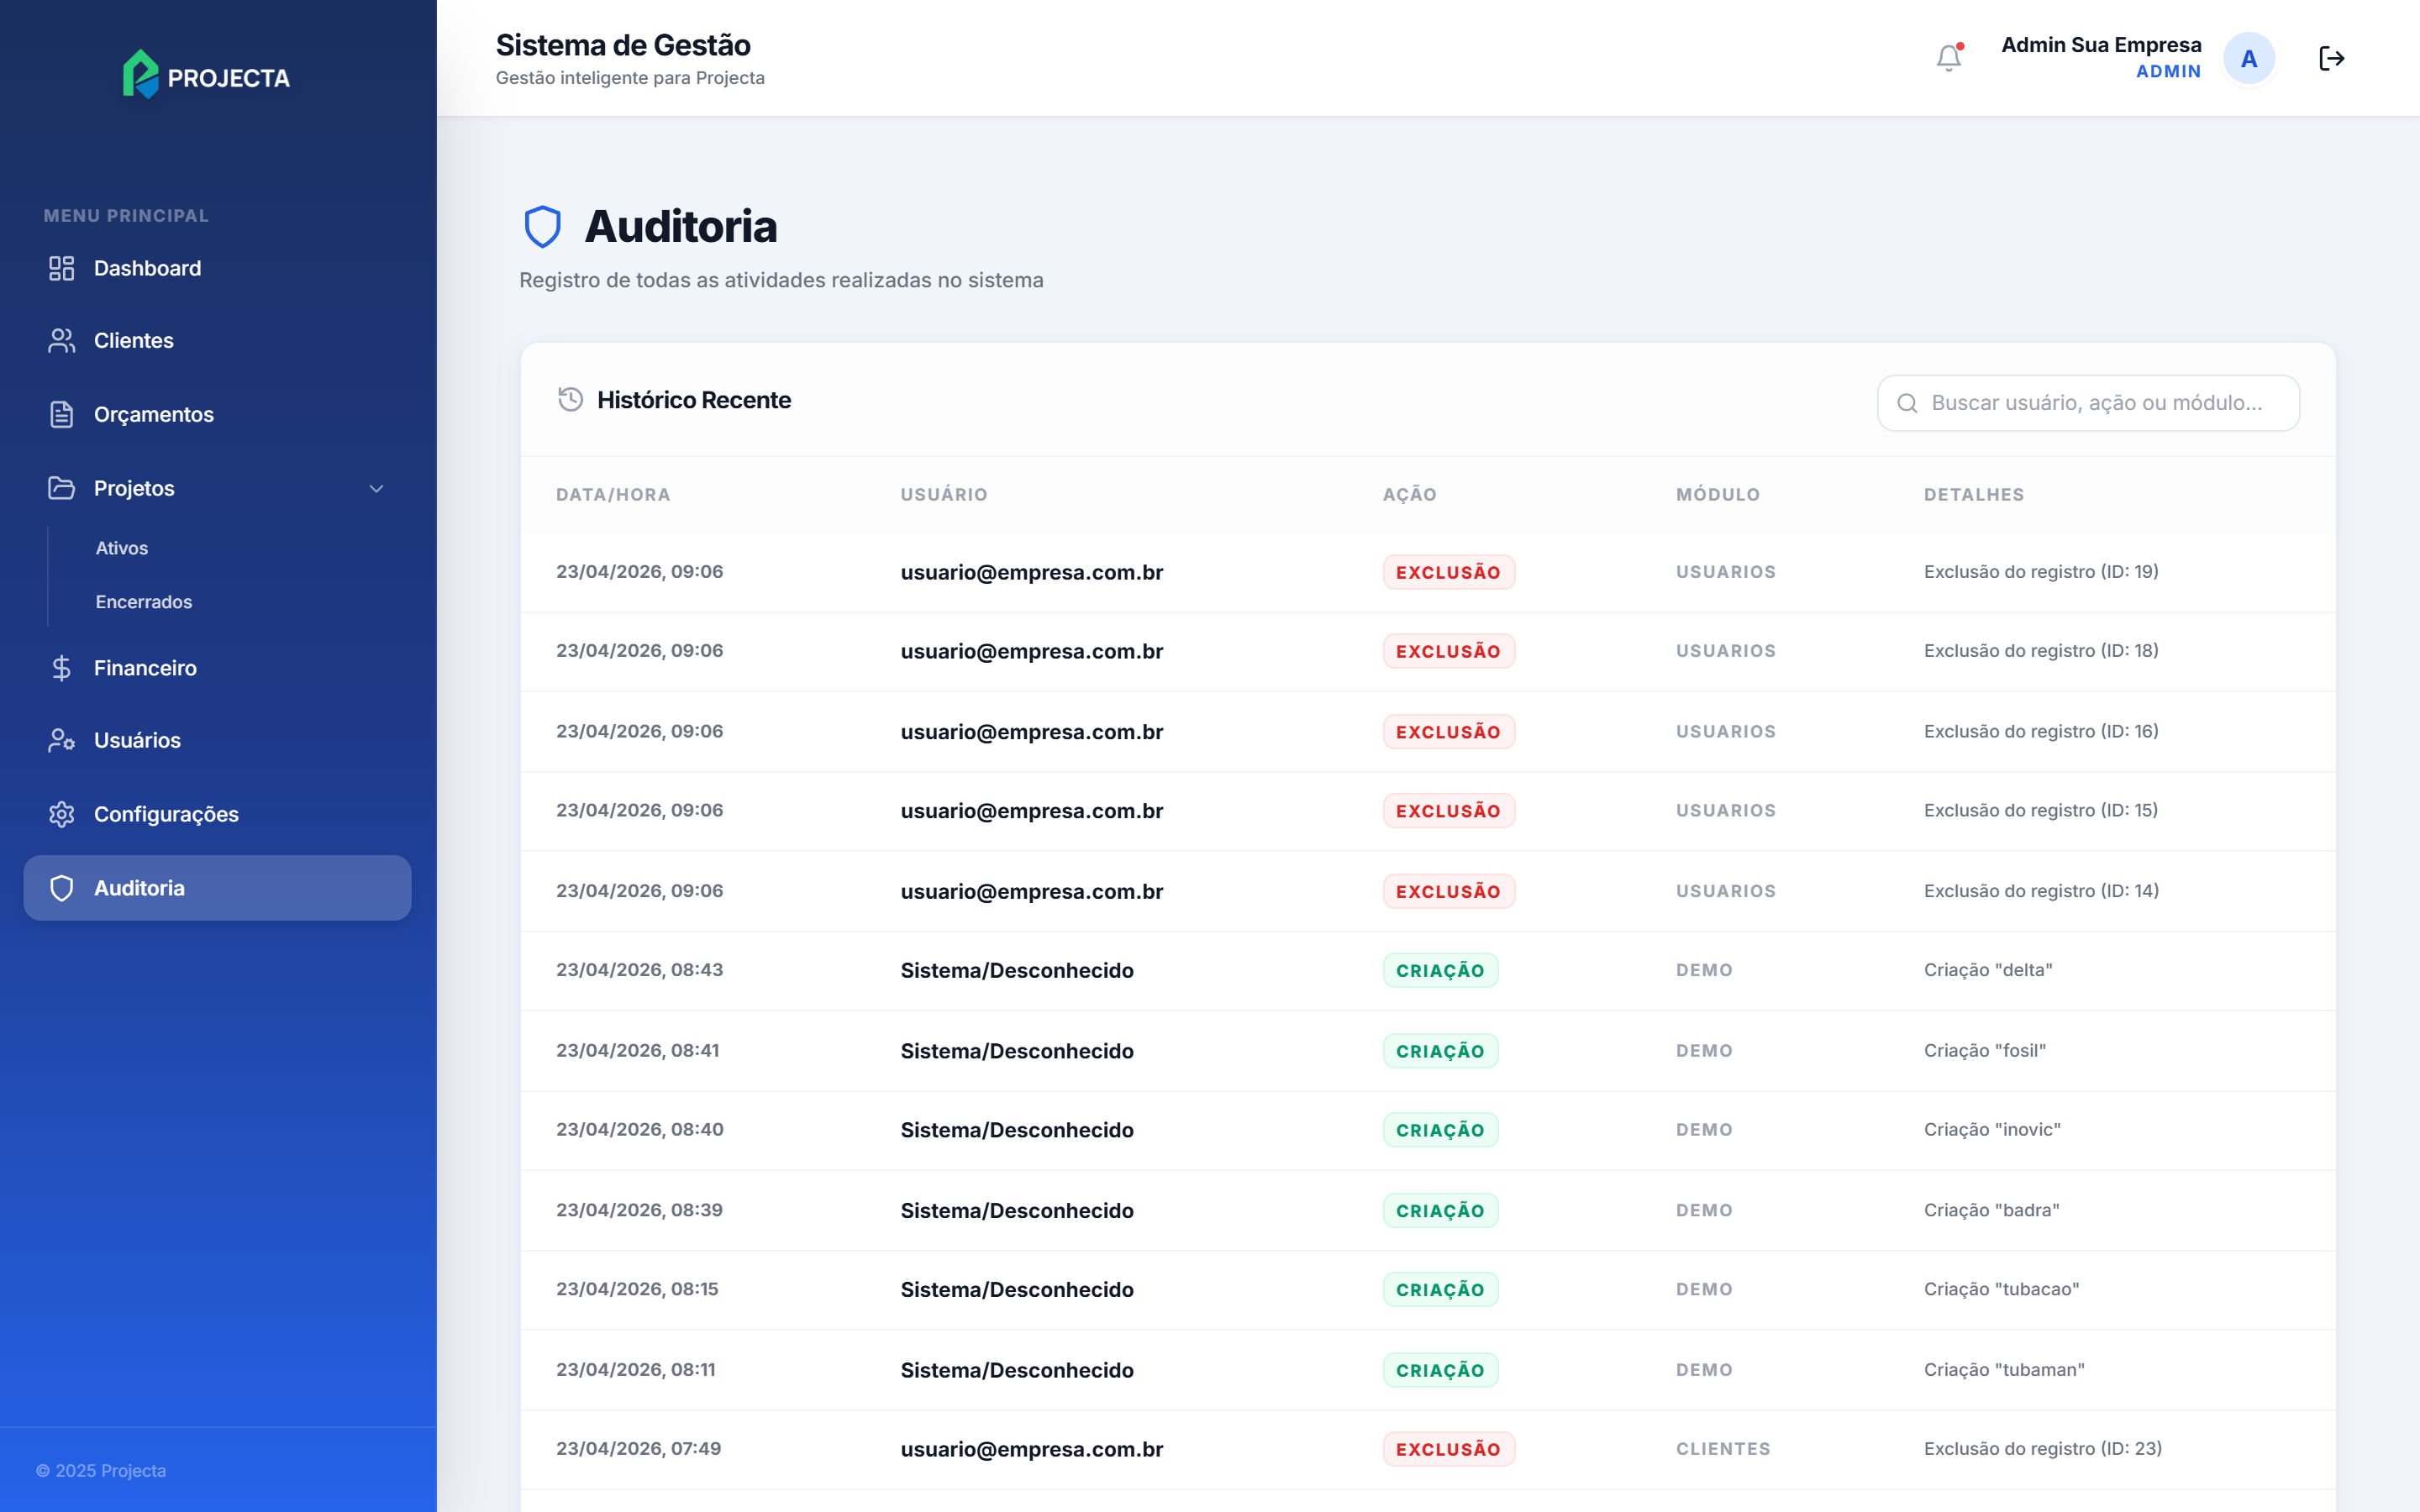 PROJECTA
MENU PRINCIPAL
Dashboard
Clientes
Orçamentos
Projetos
Ativos
Encerrados
Financeiro
Usuários
Configurações
Auditoria
© 2025 Projecta
Sistema de Gestão
Gestão inteligente para Projecta
Admin Sua Empresa
ADMIN
A
Auditoria
Registro de todas as atividades realizadas no sistema
Histórico Recente
Buscar usuário, ação ou módulo...
DATA/HORA USUÁRIO AÇÃO MÓDULO DETALHES
23/04/2026, 09:06 usuario@empresa.com.br EXCLUSÃO USUARIOS Exclusão do registro (ID: 19)
23/04/2026, 09:06 usuario@empresa.com.br EXCLUSÃO USUARIOS Exclusão do registro (ID: 18)
23/04/2026, 09:06 usuario@empresa.com.br EXCLUSÃO USUARIOS Exclusão do registro (ID: 16)
23/04/2026, 09:06 usuario@empresa.com.br EXCLUSÃO USUARIOS Exclusão do registro (ID: 15)
23/04/2026, 09:06 usuario@empresa.com.br EXCLUSÃO USUARIOS Exclusão do registro (ID: 14)
23/04/2026, 08:43 Sistema/Desconhecido CRIAÇÃO DEMO Criação "delta"
23/04/2026, 08:41 Sistema/Desconhecido CRIAÇÃO DEMO Criação "fosil"
23/04/2026, 08:40 Sistema/Desconhecido CRIAÇÃO DEMO Criação "inovic"
23/04/2026, 08:39 Sistema/Desconhecido CRIAÇÃO DEMO Criação "badra"
23/04/2026, 08:15 Sistema/Desconhecido CRIAÇÃO DEMO Criação "tubacao"
23/04/2026, 08:11 Sistema/Desconhecido CRIAÇÃO DEMO Criação "tubaman"
23/04/2026, 07:49 usuario@empresa.com.br EXCLUSÃO CLIENTES Exclusão do registro (ID: 23)